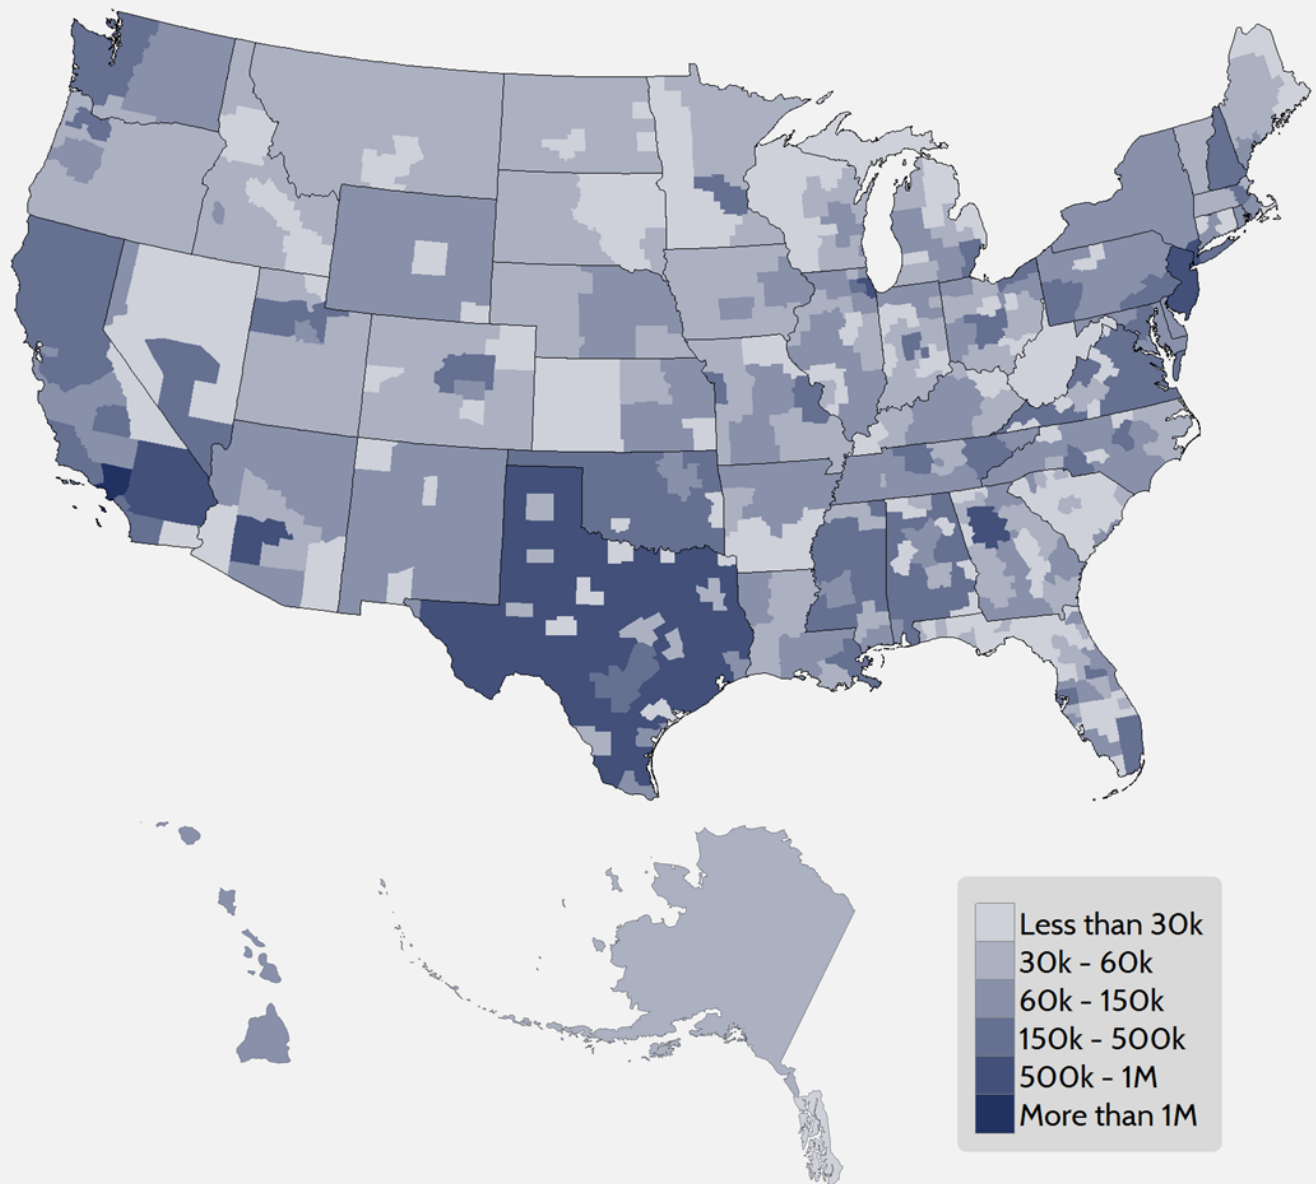 Less than 30k
30k - 60k
60k - 150k
150k - 500k
500k - 1M
More than 1M